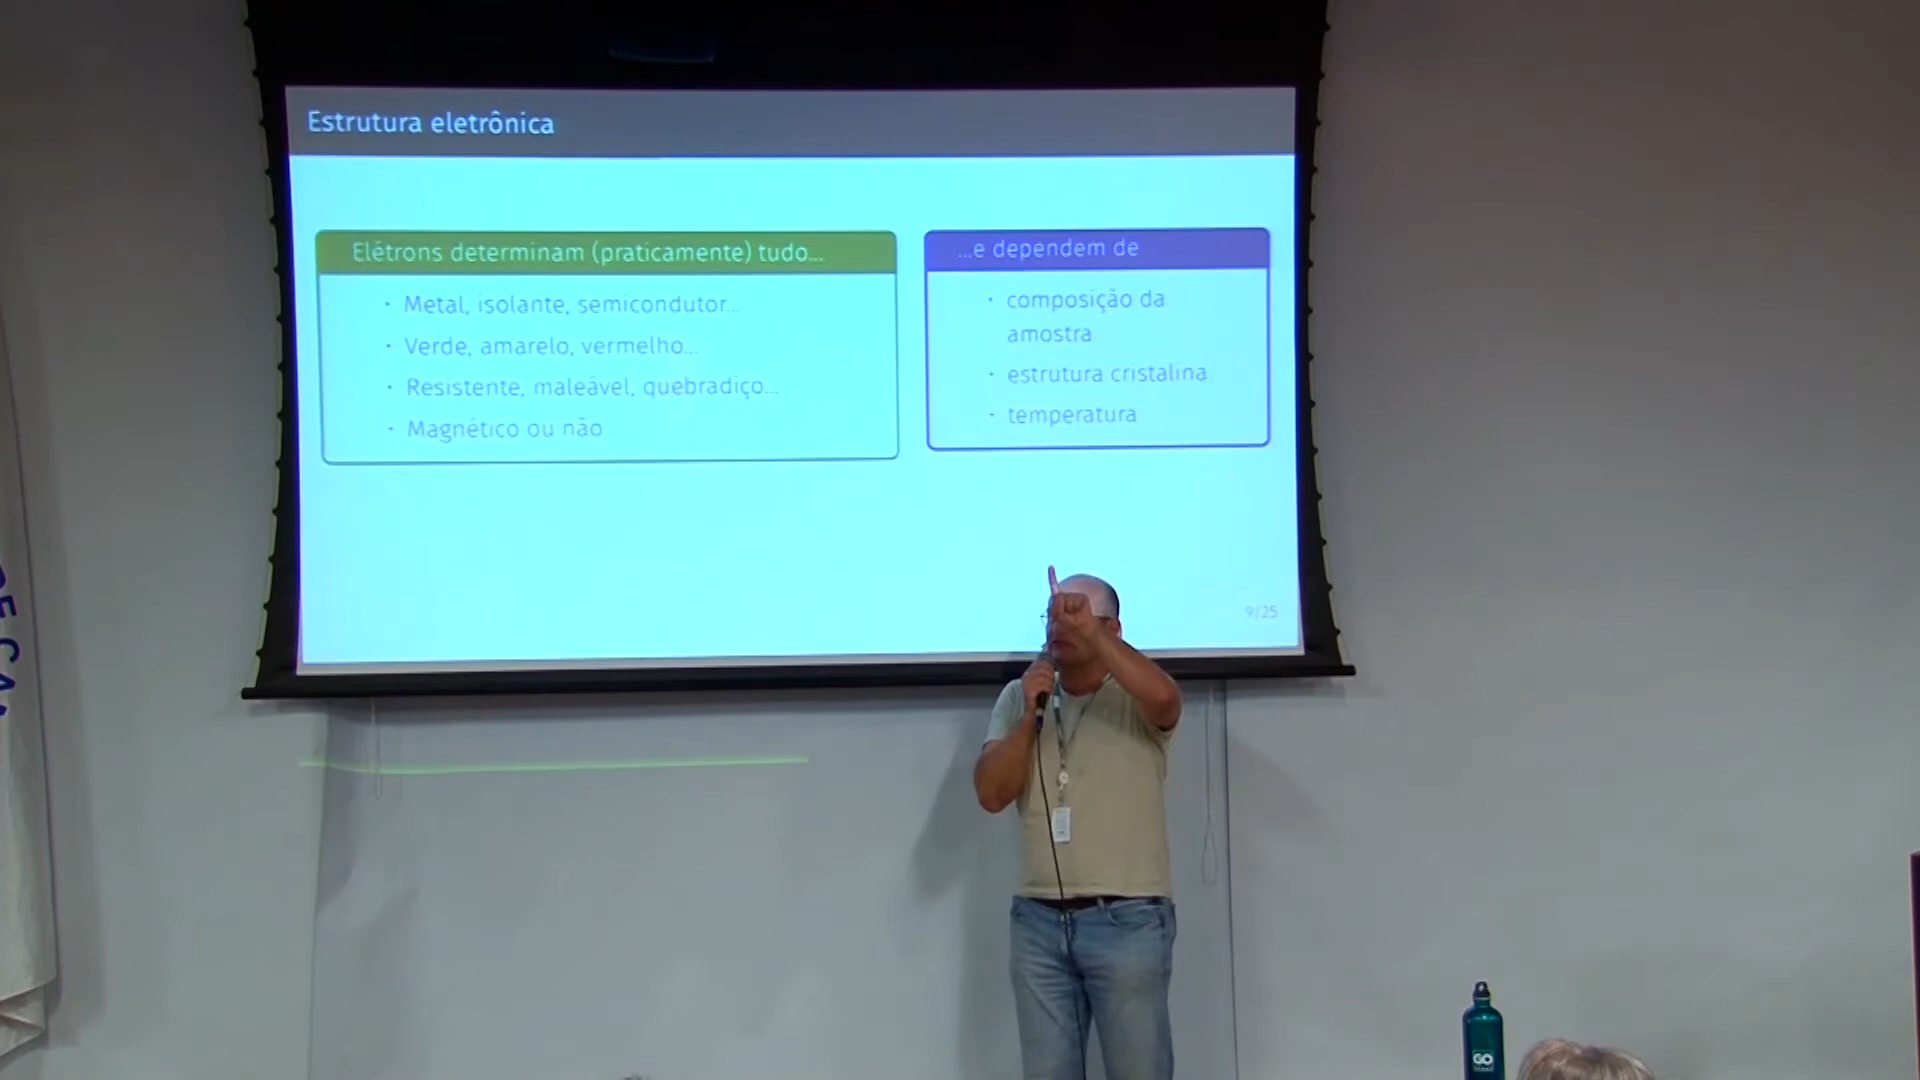 Estrutura eletrônica
Elétrons determinam (praticamente) tudo...
· Metal, isolante, semicondutor...
· Verde, amarelo, vermelho...
· Resistente, maleável, quebradiço...
· Magnético ou não
...e dependem de
· composição da
amostra
· estrutura cristalina
· temperatura
9/25
GO